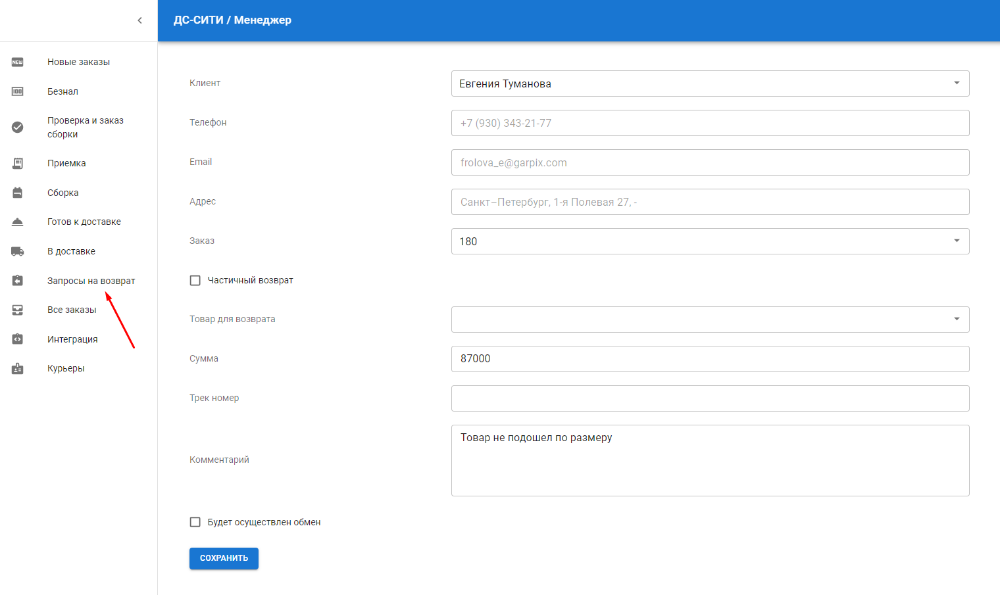 ДС-СИТИ / Менеджер
NEW
Новые заказы
100
Безнал
Проверка и заказ
сборки
Приемка
Сборка
Готов к доставке
В доставке
Запросы на возврат
Все заказы
Интеграция
Курьеры
Клиент
Евгения Туманова
Телефон
+7 (930) 343-21-77
Email
frolova_e@garpix.com
Адрес
Санкт–Петербург, 1-я Полевая 27, -
Заказ
180
Частичный возврат
Товар для возврата
Сумма
87000
Трек номер
Комментарий
Товар не подошел по размеру
Будет осуществлен обмен
СОХРАНИТЬ